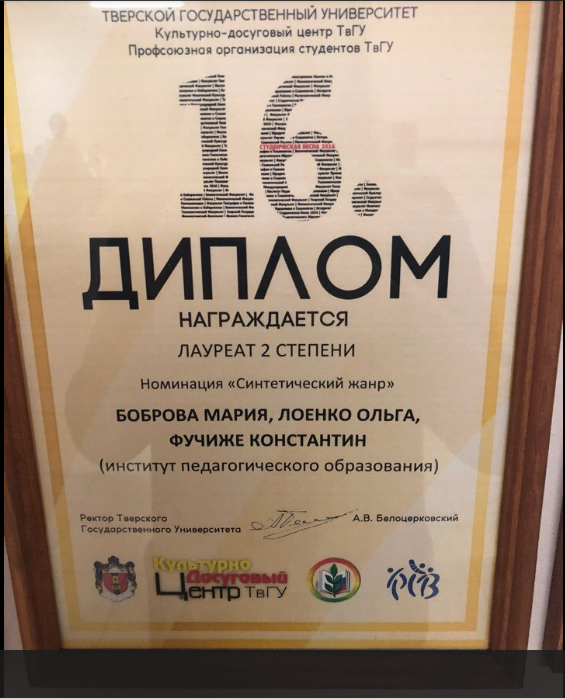 ТВЕРСКОЙ ГОСУДАРСТВЕННЫЙ УНИВЕРСИТЕТ
Культурно-досуговый центр ТвГУ
Профсоюзная организация студентов ТвГУ
16.
СТУДЕНЧЕСКАЯ ВЕСНА 2016
ДИПЛОМ
НАГРАЖДАЕТСЯ
ЛАУРЕАТ 2 СТЕПЕНИ
Номинация «Синтетический жанр»
БОБРОВА МАРИЯ, ЛОЕНКО ОЛЬГА,
ФУЧИЖЕ КОНСТАНТИН
(институт педагогического образования)
Ректор Тверского
Государственного Университета
А.В. Белоцерковский
Культурно
Досуговый
Центр ТвГУ